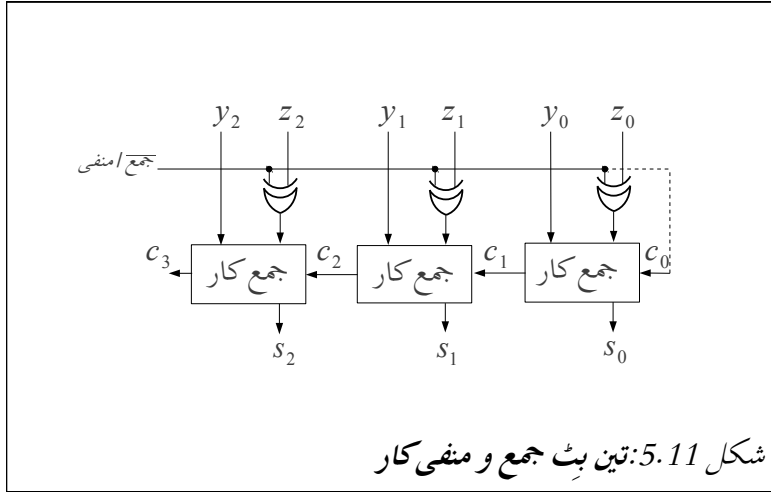 y₂ z₂ y₁ z₁ y₀ z₀
جمع/منفی
c₃ جمع کار c₂ جمع کار c₁ جمع کار c₀
s₂ s₁ s₀
شکل 5.11:تین بِٹ جمع و منفی کار